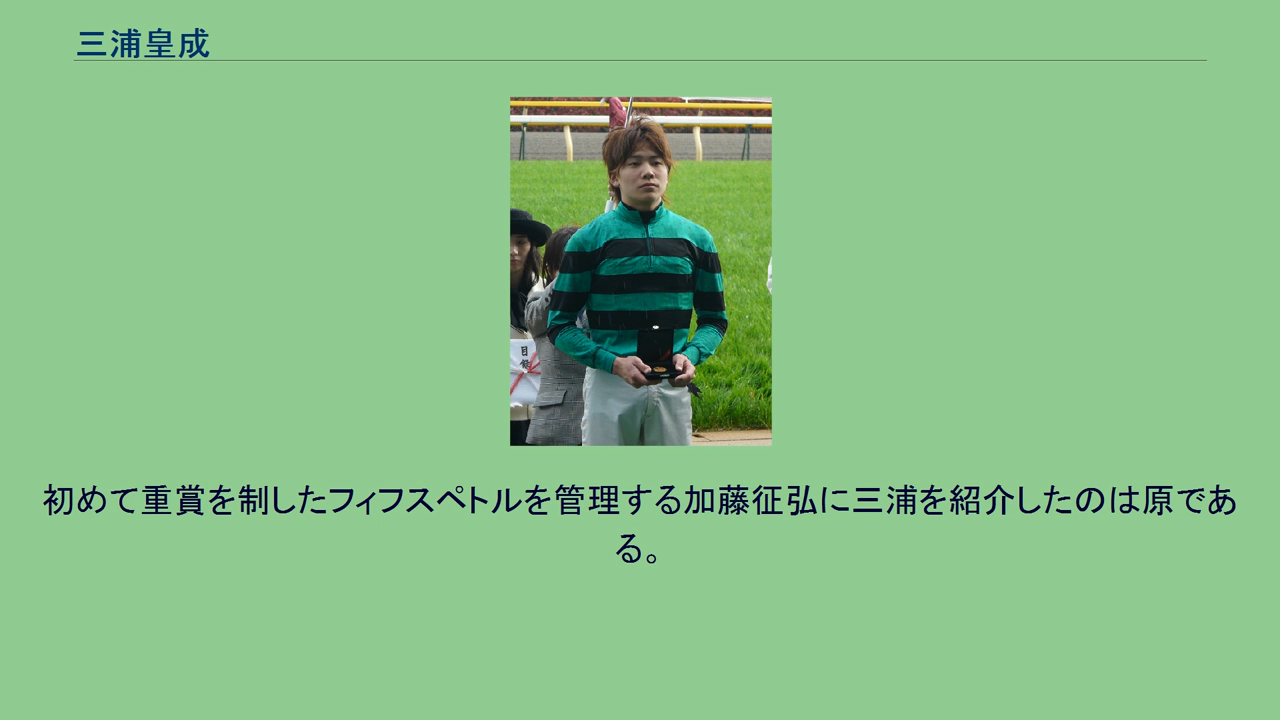 三浦皇成
目録
初めて重賞を制したフィフスペトルを管理する加藤征弘に三浦を紹介したのは原であ
る。